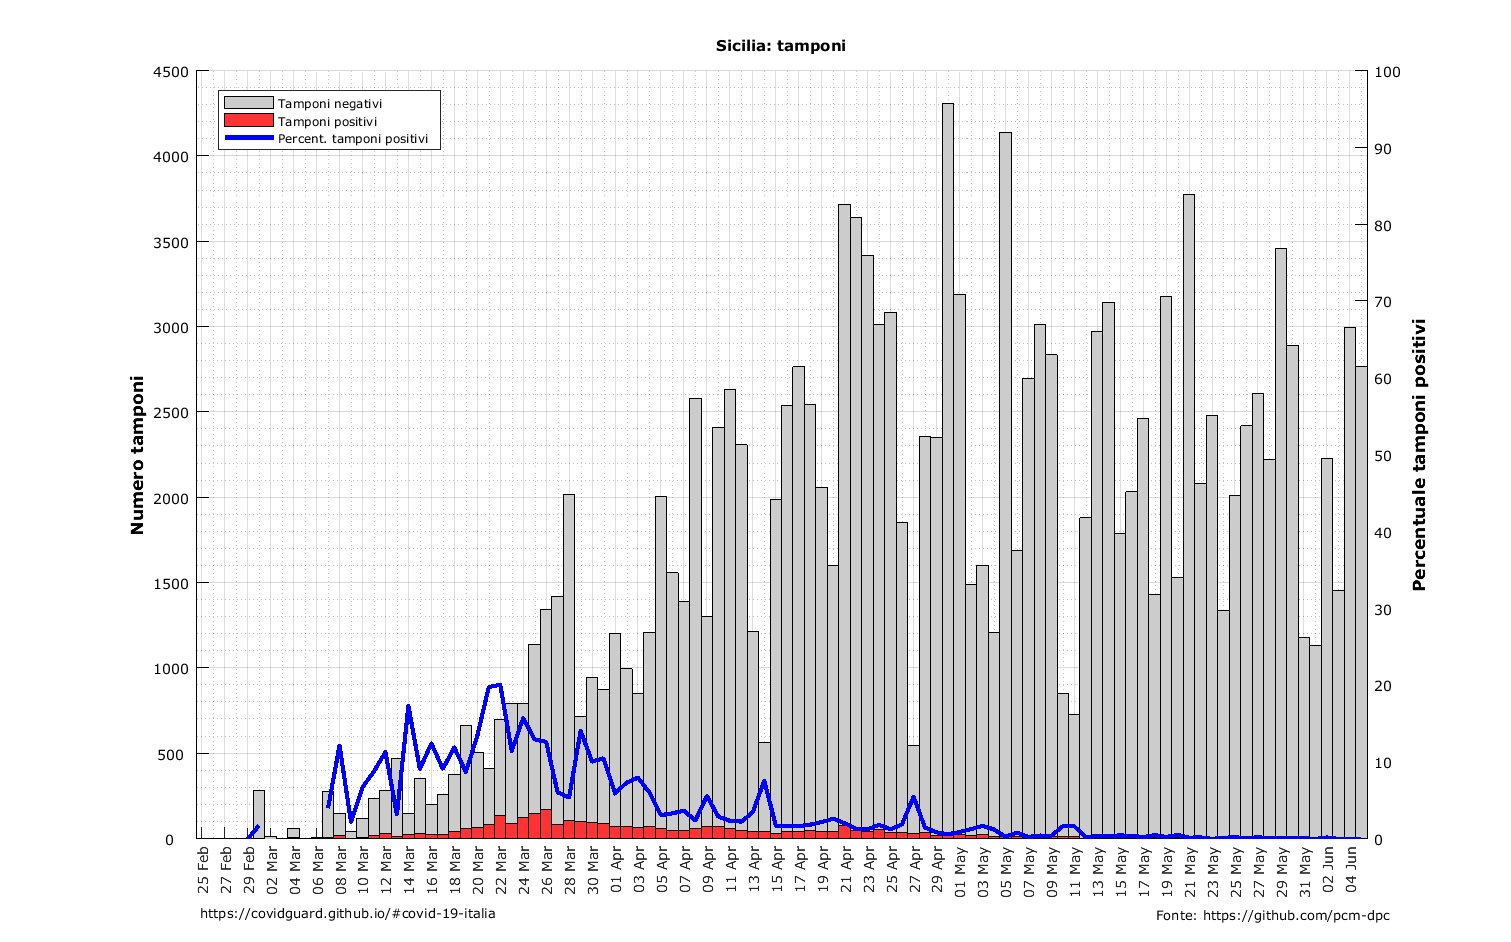 Sicilia: tamponi
Tamponi negativi
Tamponi positivi
Percent. tamponi positivi
Numero tamponi
4500
4000
3500
3000
2500
2000
1500
1000
500
0
Percentuale tamponi positivi
100
90
80
70
60
50
40
30
20
10
0
25 Feb
27 Feb
29 Feb
02 Mar
04 Mar
06 Mar
08 Mar
10 Mar
12 Mar
14 Mar
16 Mar
18 Mar
20 Mar
22 Mar
24 Mar
26 Mar
28 Mar
30 Mar
01 Apr
03 Apr
05 Apr
07 Apr
09 Apr
11 Apr
13 Apr
15 Apr
17 Apr
19 Apr
21 Apr
23 Apr
25 Apr
27 Apr
29 Apr
01 May
03 May
05 May
07 May
09 May
11 May
13 May
15 May
17 May
19 May
21 May
23 May
25 May
27 May
29 May
31 May
02 Jun
04 Jun
https://covidguard.github.io/#covid-19-italia
Fonte: https://github.com/pcm-dpc